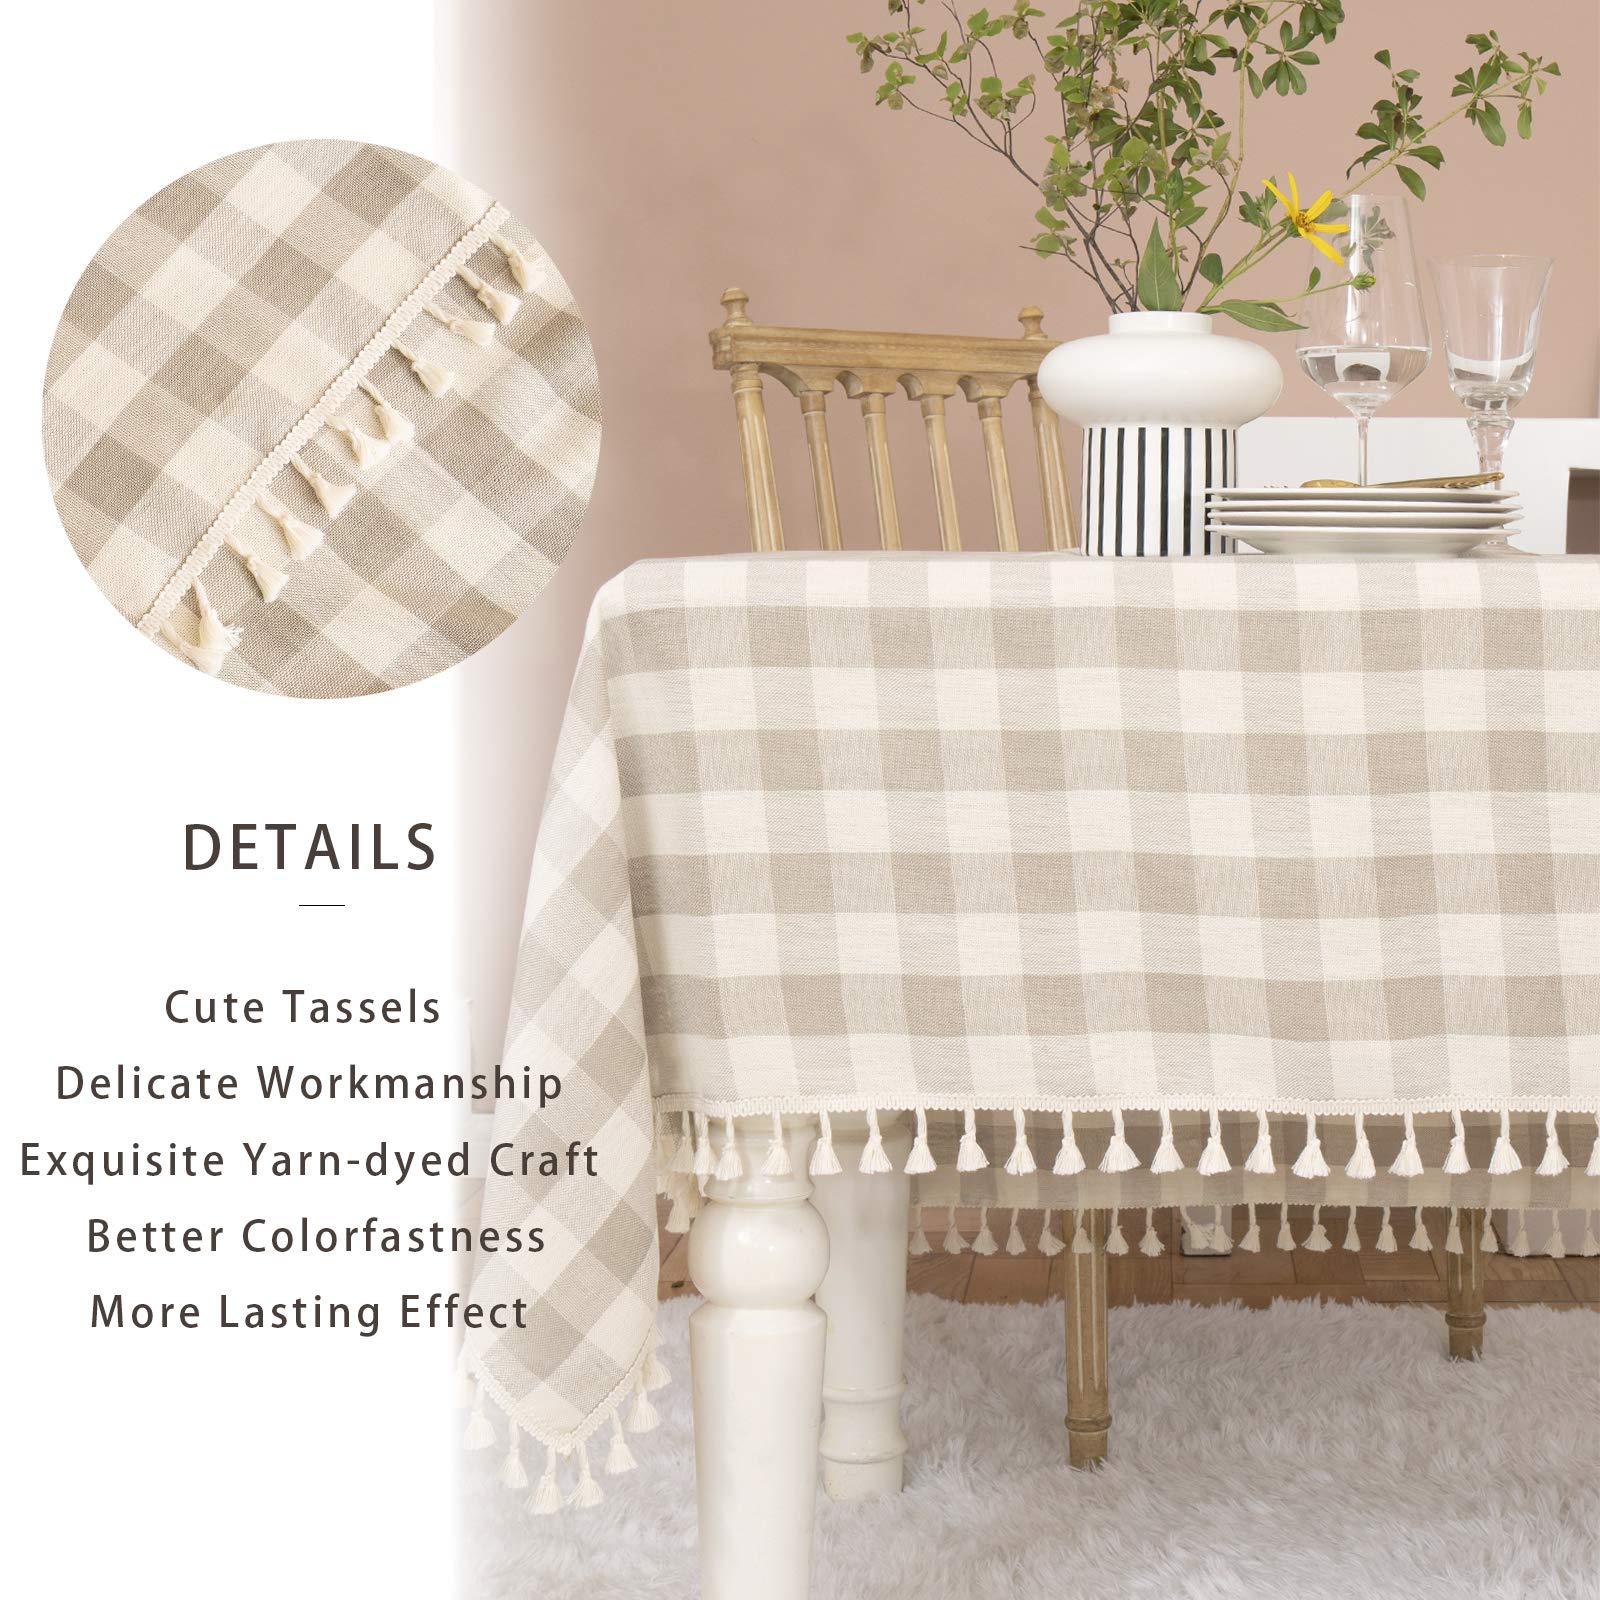 DETAILS
Cute Tassels
Delicate Workmanship
Exquisite Yarn-dyed Craft
Better Colorfastness
More Lasting Effect